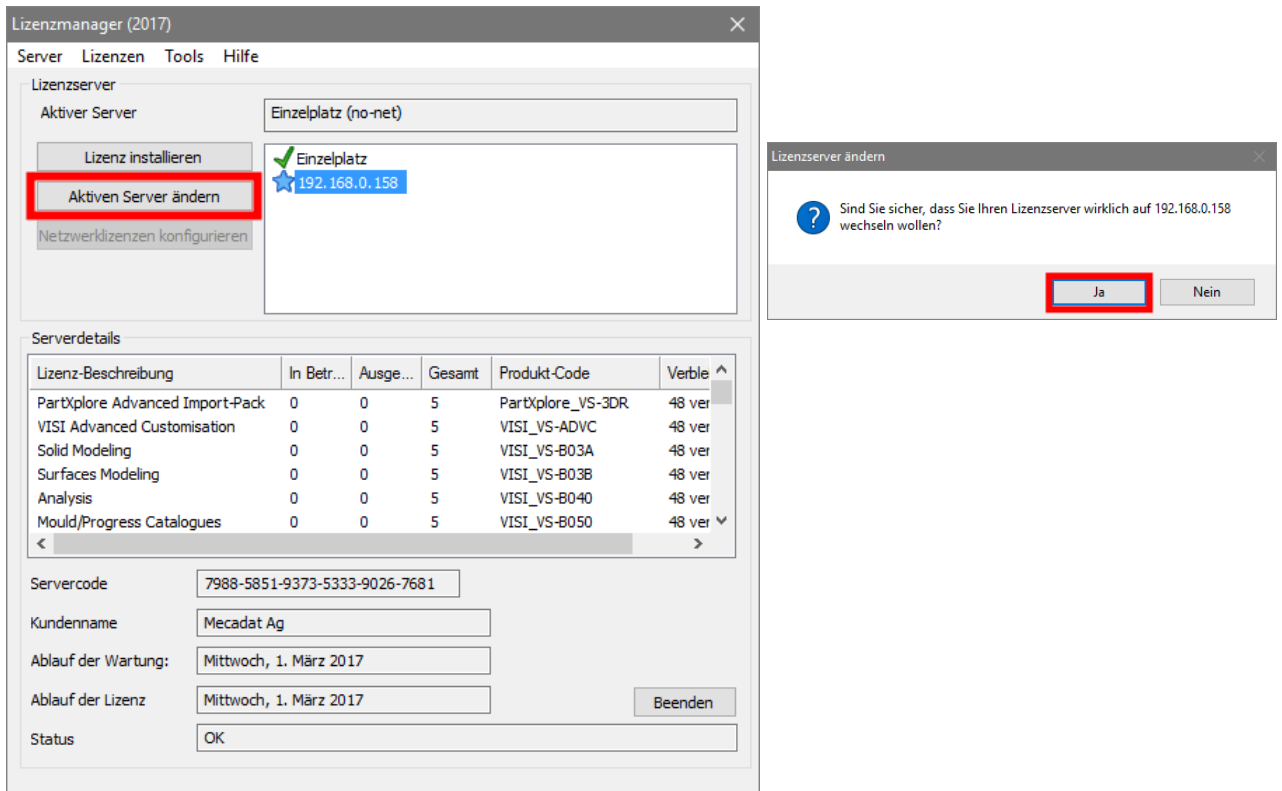 Lizenzmanager (2017)
Server Lizenzen Tools Hilfe
Lizenzserver
Aktiver Server Einzelplatz (no-net)
Lizenz installieren
Aktiven Server ändern
Netzwerklizenzen konfigurieren
Einzelplatz
192.168.0.158
Serverdetails
Lizenz-Beschreibung In Betr... Ausge... Gesamt Produkt-Code Verble
PartXplore Advanced Import-Pack 0 0 5 PartXplore_VS-3DR 48 ver
VISI Advanced Customisation 0 0 5 VISI_VS-ADVC 48 ver
Solid Modeling 0 0 5 VISI_VS-B03A 48 ver
Surfaces Modeling 0 0 5 VISI_VS-B03B 48 ver
Analysis 0 0 5 VISI_VS-B040 48 ver
Mould/Progress Catalogues 0 0 5 VISI_VS-B050 48 ver
Servercode 7988-5851-9373-5333-9026-7681
Kundenname Mecadat Ag
Ablauf der Wartung: Mittwoch, 1. März 2017
Ablauf der Lizenz Mittwoch, 1. März 2017
Beenden
Status OK
Lizenzserver ändern
Sind Sie sicher, dass Sie Ihren Lizenzserver wirklich auf 192.168.0.158
wechseln wollen?
Ja Nein